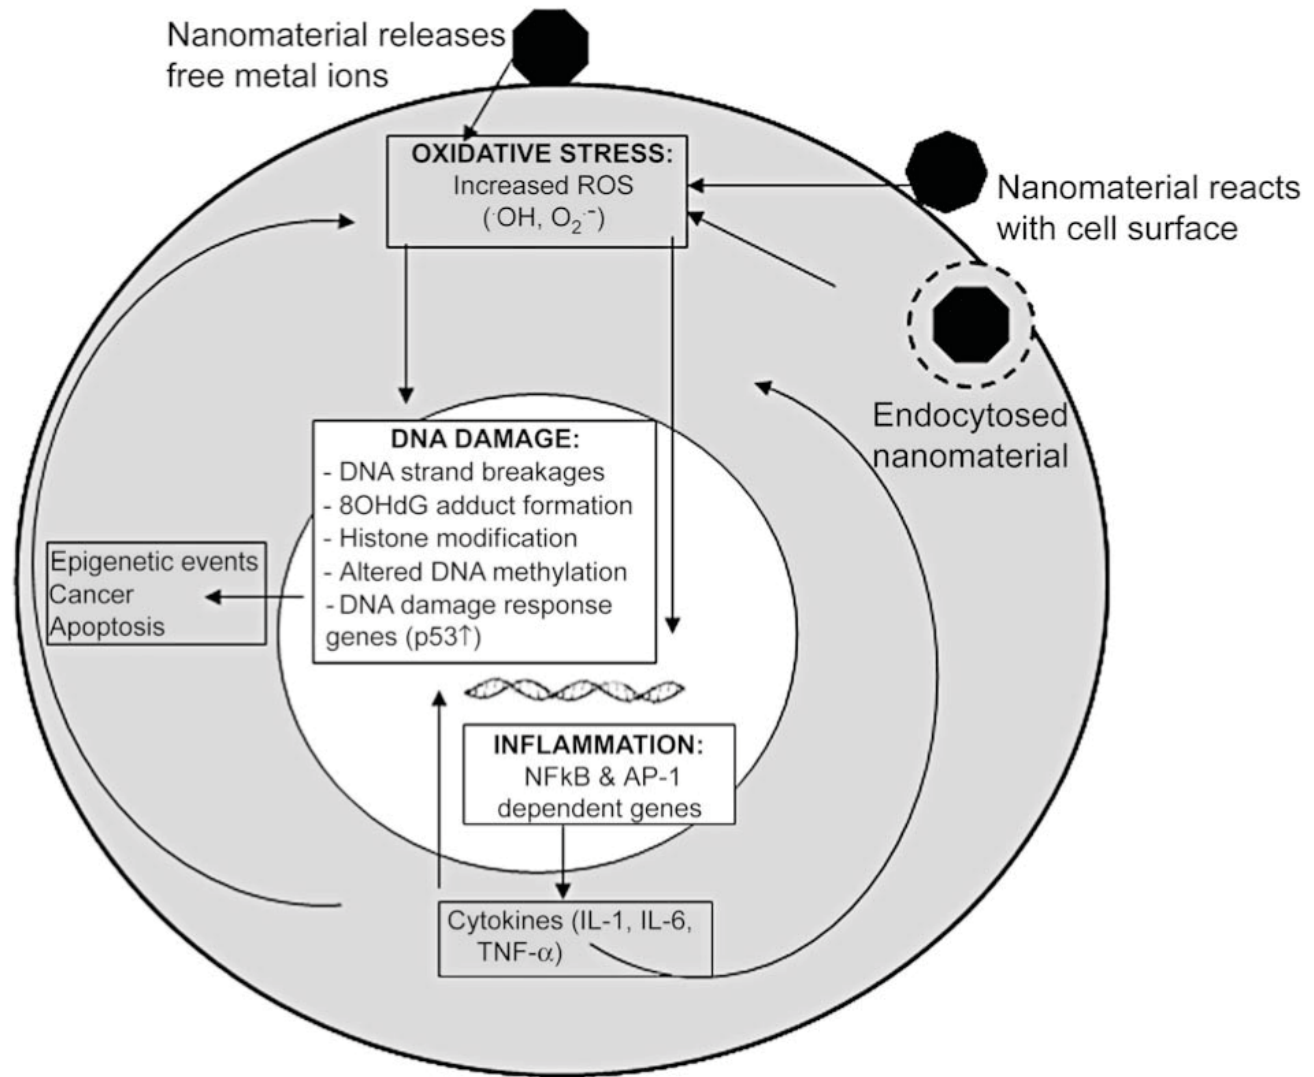 Nanomaterial releases
free metal ions
OXIDATIVE STRESS:
Increased ROS
(·OH, O₂·⁻)
Nanomaterial reacts
with cell surface
Endocytosed
nanomaterial
DNA DAMAGE:
- DNA strand breakages
- 8OHdG adduct formation
- Histone modification
- Altered DNA methylation
- DNA damage response
genes (p53↑)
Epigenetic events
Cancer
Apoptosis
INFLAMMATION:
NFkB & AP-1
dependent genes
Cytokines (IL-1, IL-6,
TNF-α)